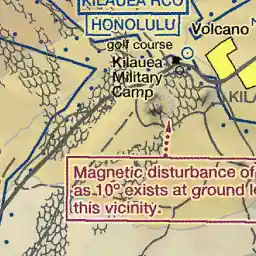 KILAUEA RCO
HONOLULU
Volcano
golf course
Kilauea
Military
Camp
Magnetic disturbance of
as 10° exists at ground
this vicinity.